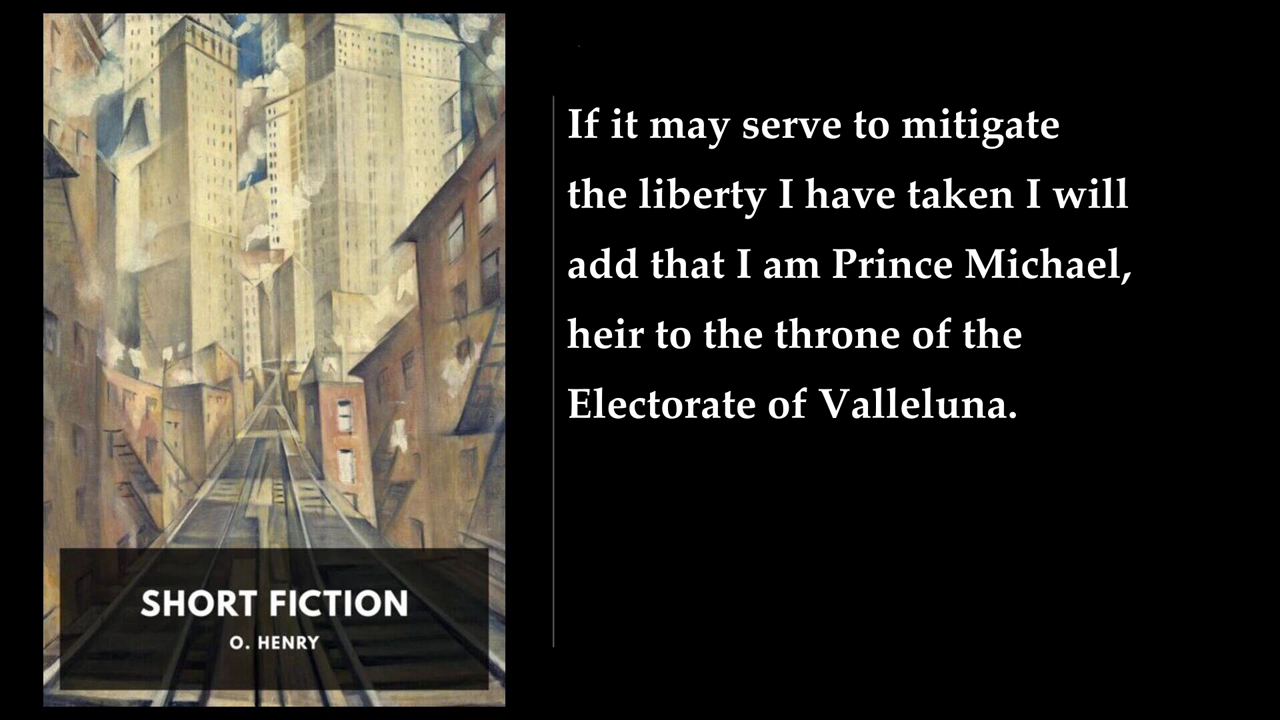 If it may serve to mitigate
the liberty I have taken I will
add that I am Prince Michael,
heir to the throne of the
Electorate of Valleluna.
SHORT FICTION
O. HENRY